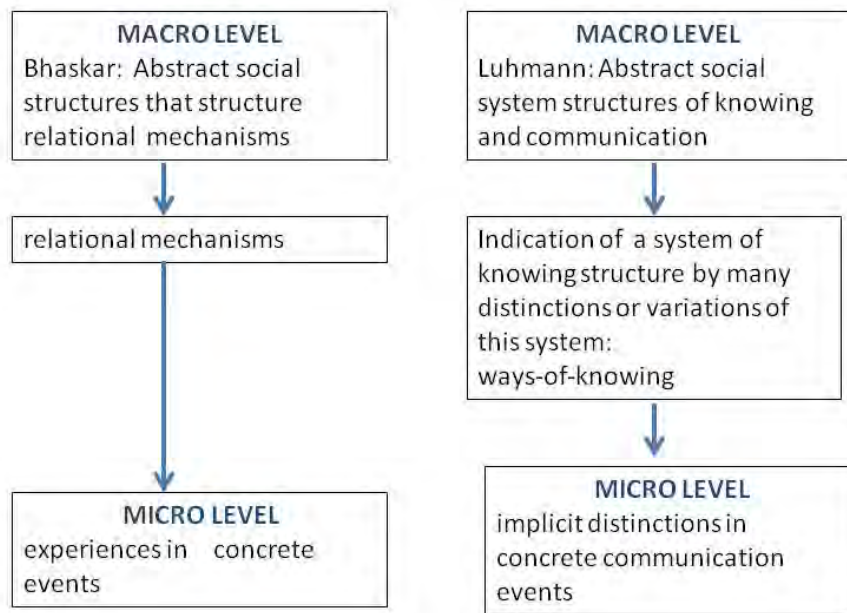 MACRO LEVEL
Bhaskar: Abstract social
structures that structure
relational mechanisms
relational mechanisms
MICRO LEVEL
experiences in concrete
events
MACRO LEVEL
Luhmann: Abstract social
system structures of knowing
and communication
Indication of a system of
knowing structure by many
distinctions or variations of
this system:
ways-of-knowing
MICRO LEVEL
implicit distinctions in
concrete communication
events